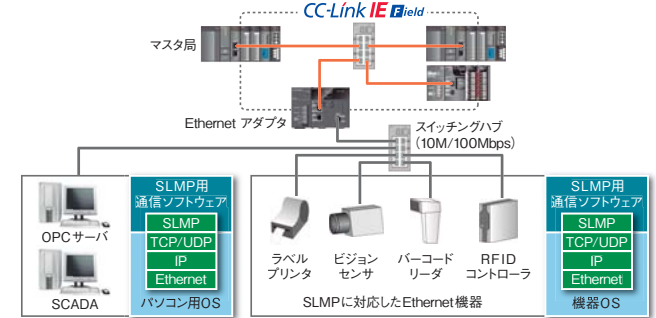 CC-Link IE Field
マスタ局
Ethernet アダプタ
スイッチングハブ
(10M/100Mbps)
OPCサーバ
SCADA
SLMP用
通信ソフトウェア
SLMP
TCP/UDP
IP
Ethernet
パソコン用OS
ラベル
プリンタ
ビジョン
センサ
バーコード
リーダ
RFID
コントローラ
SLMPに対応したEthernet機器
SLMP用
通信ソフトウェア
SLMP
TCP/UDP
IP
Ethernet
機器OS